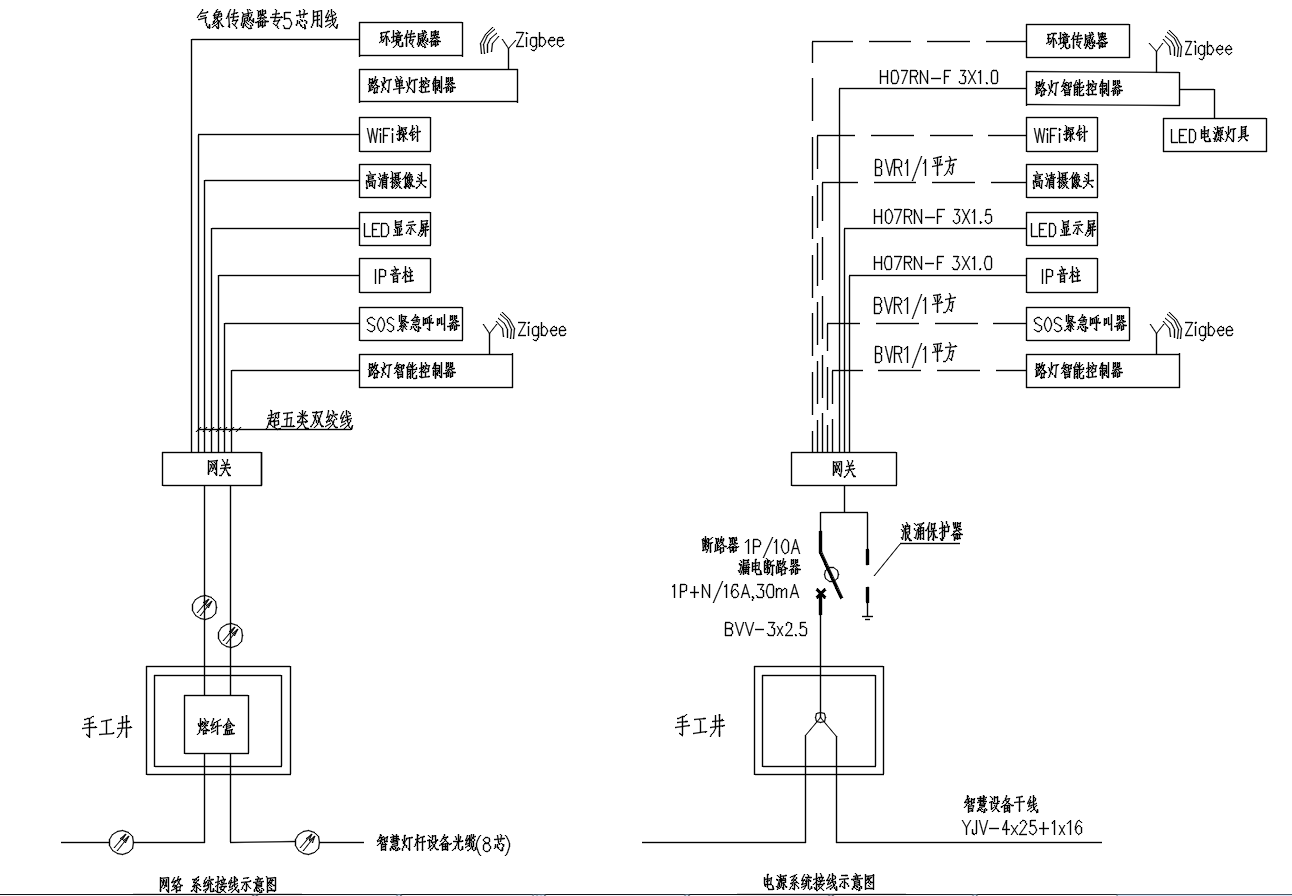 气象传感器专5芯用线
环境传感器
Zigbee
路灯单灯控制器
WiFi探针
高清摄像头
LED显示屏
IP音柱
SOS紧急呼叫器
Zigbee
路灯智能控制器
超五类双绞线
网关
手工井
熔纤盒
智慧灯杆设备光缆(8芯)
网络 系统接线示意图
环境传感器
Zigbee
H07RN-F 3X1.0
路灯智能控制器
LED电源灯具
WiFi探针
BVR1/1平方
高清摄像头
H07RN-F 3X1.5
LED显示屏
H07RN-F 3X1.0
IP音柱
BVR1/1平方
SOS紧急呼叫器
Zigbee
BVR1/1平方
路灯智能控制器
网关
浪涌保护器
断路器 1P/10A
漏电断路器
1P+N/16A,30mA
BVV-3x2.5
手工井
智慧设备干线
YJV-4x25+1x16
电源系统接线示意图